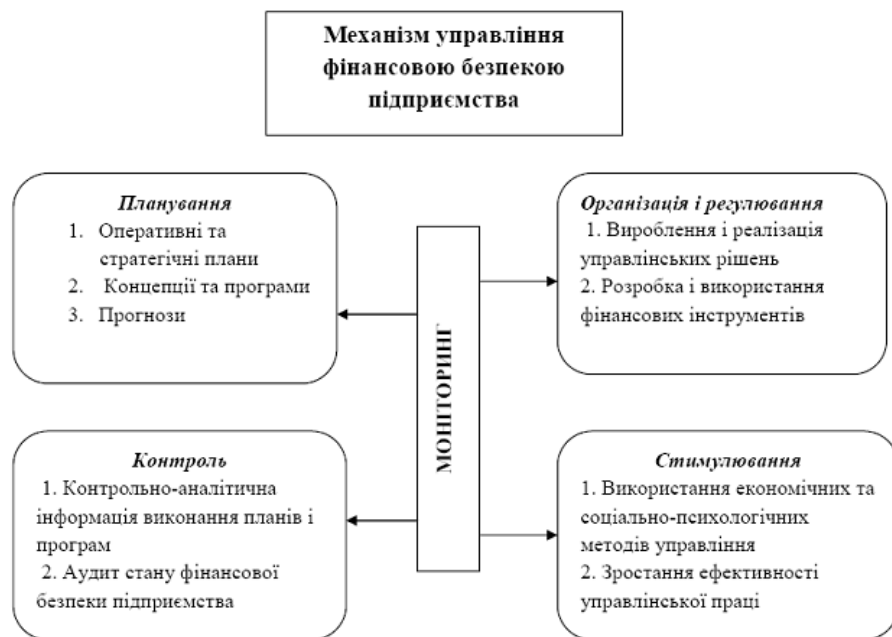 Механізм управління
фінансовою безпекою
підприємства
Планування
1. Оперативні та
стратегічні плани
2. Концепції та програми
3. Прогнози
Організація і регулювання
1. Вироблення і реалізація
управлінських рішень
2. Розробка і використання
фінансових інструментів
МОНІТОРИНГ
Контроль
1. Контрольно-аналітична
інформація виконання планів і
програм
2. Аудит стану фінансової
безпеки підприємства
Стимулювання
1. Використання економічних та
соціально-психологічних
методів управління
2. Зростання ефективності
управлінської праці